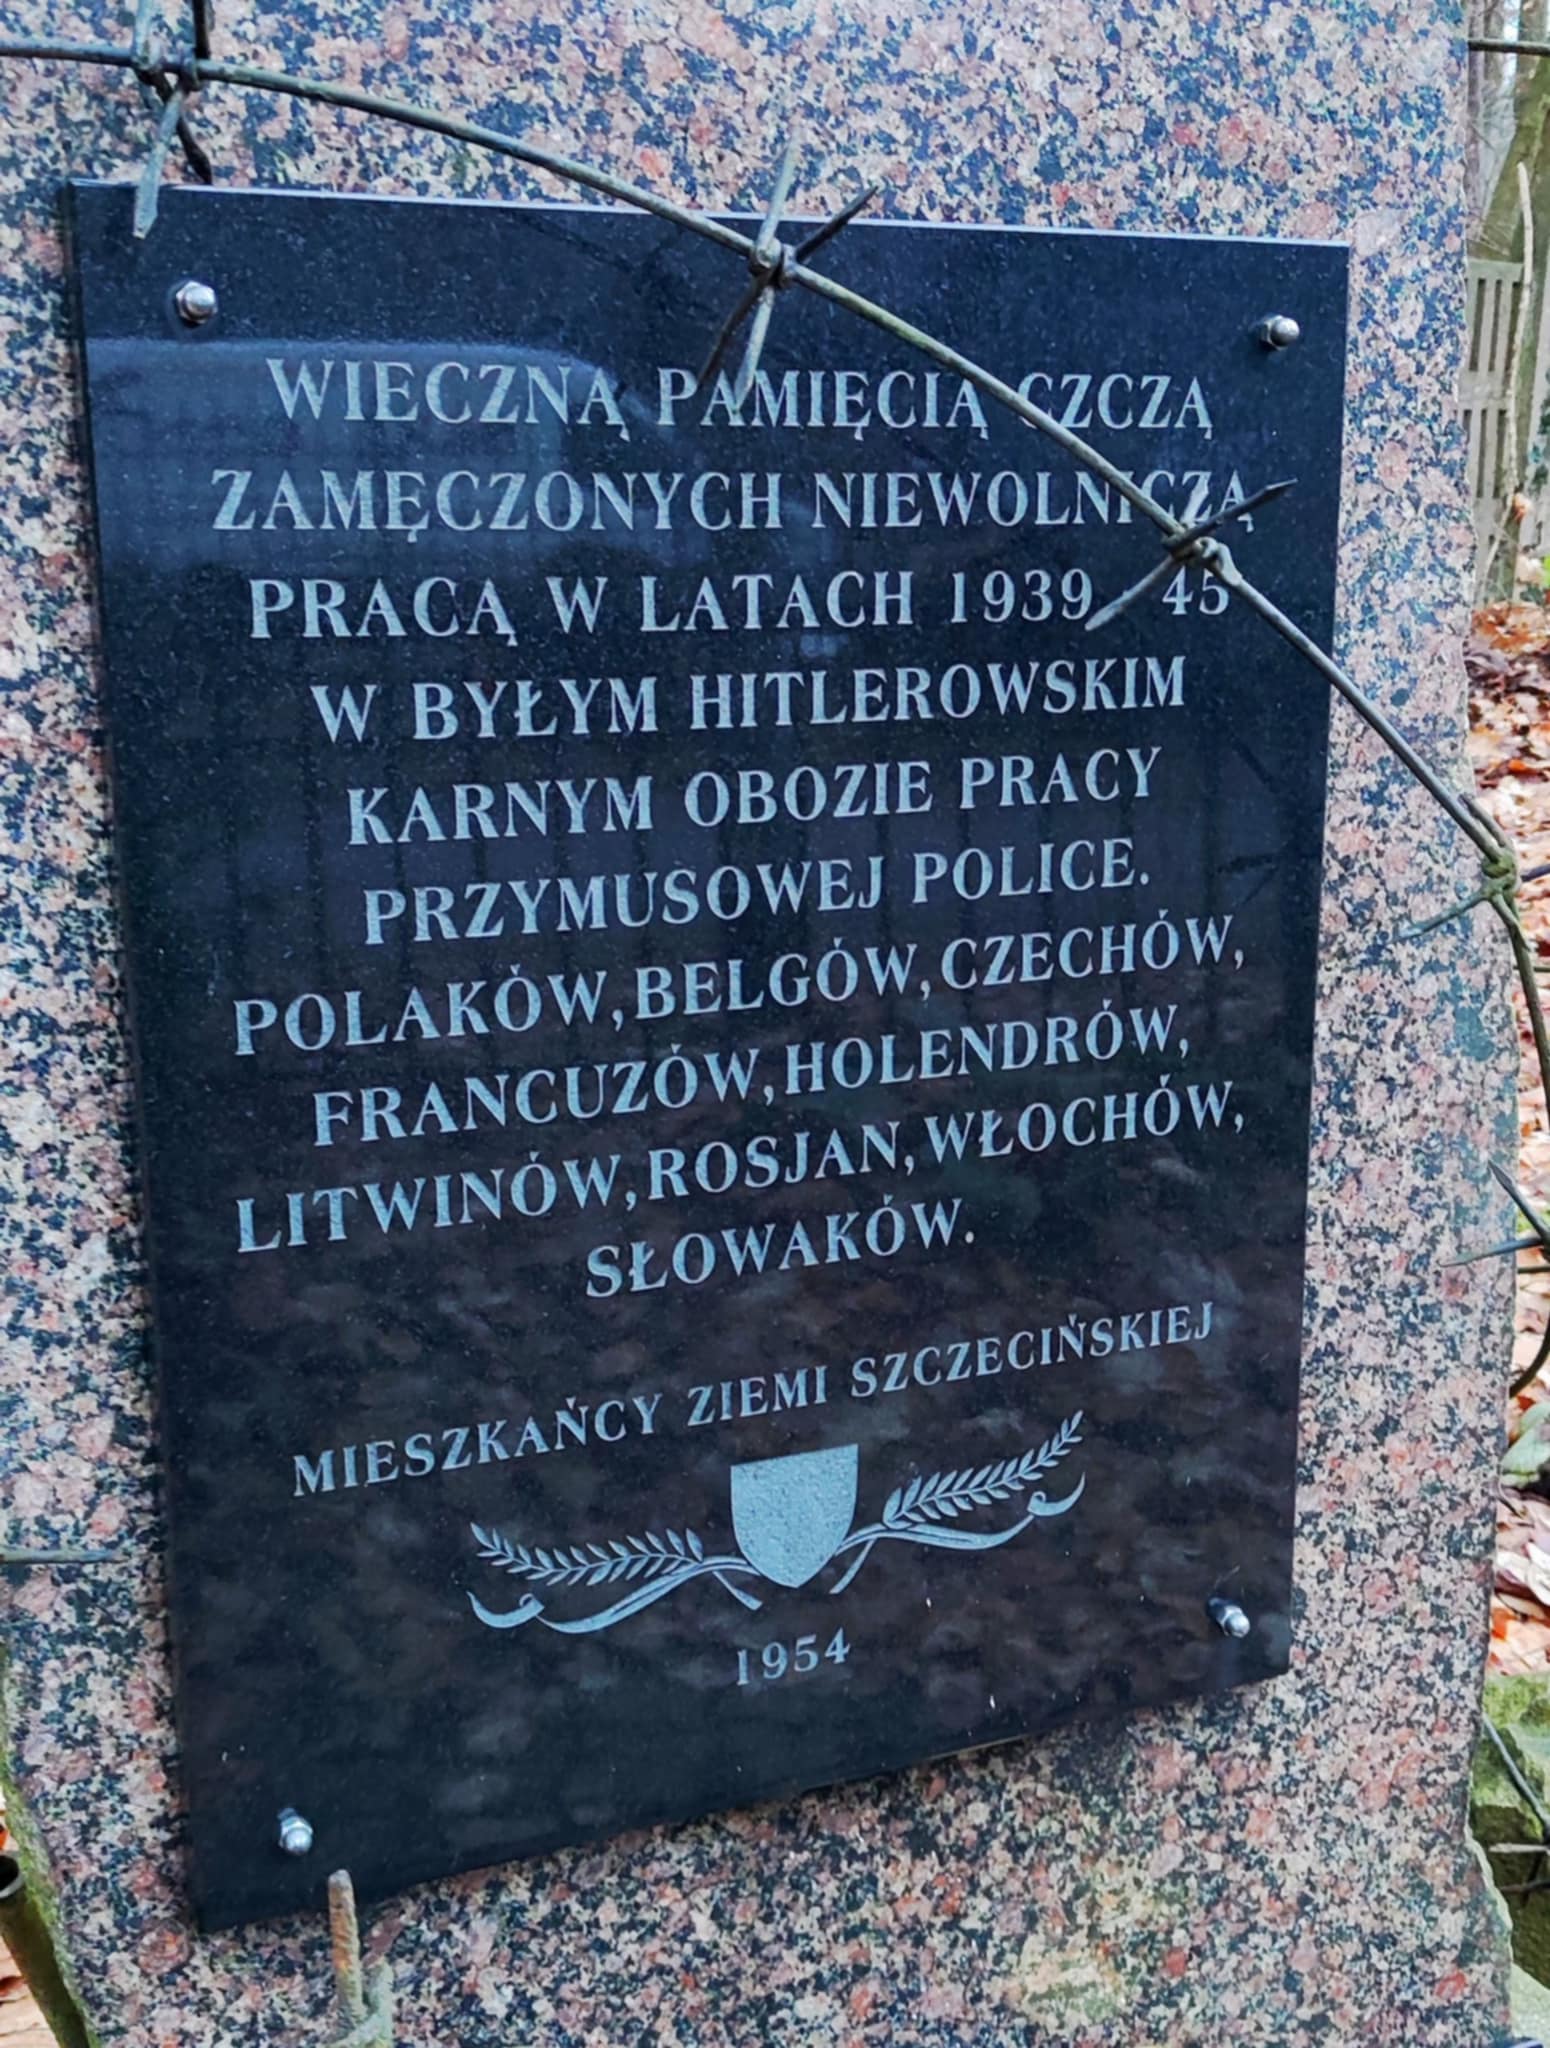 WIECZNĄ PAMIĘCIĄ CZCZĄ
ZAMĘCZONYCH NIEWOLNICZĄ
PRACĄ W LATACH 1939 45
W BYŁYM HITLEROWSKIM
KARNYM OBOZIE PRACY
PRZYMUSOWEJ POLICE.
POLAKÓW, BELGÓW, CZECHÓW,
FRANCUZÓW, HOLENDRÓW,
LITWINÓW, ROSJAN, WŁOCHÓW,
SŁOWAKÓW.
MIESZKAŃCY ZIEMI SZCZECIŃSKIEJ
1954